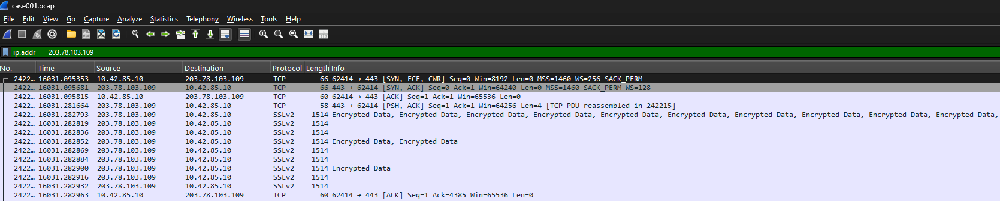 case001.pcap
File Edit View Go Capture Analyze Statistics Telephony Wireless Tools Help
ip.addr == 203.78.103.109
No. Time Source Destination Protocol Length Info
2422… 16031.095353 10.42.85.10 203.78.103.109 TCP 66 62414 → 443 [SYN, ECE, CWR] Seq=0 Win=8192 Len=0 MSS=1460 WS=256 SACK_PERM
2422… 16031.095681 203.78.103.109 10.42.85.10 TCP 66 443 → 62414 [SYN, ACK] Seq=0 Ack=1 Win=64240 Len=0 MSS=1460 SACK_PERM WS=128
2422… 16031.095815 10.42.85.10 203.78.103.109 TCP 60 62414 → 443 [ACK] Seq=1 Ack=1 Win=65536 Len=0
2422… 16031.281664 203.78.103.109 10.42.85.10 TCP 58 443 → 62414 [PSH, ACK] Seq=1 Ack=1 Win=64256 Len=4 [TCP PDU reassembled in 242215]
2422… 16031.282793 203.78.103.109 10.42.85.10 SSLv2 1514 Encrypted Data, Encrypted Data, Encrypted Data, Encrypted Data, Encrypted Data, Encrypted Data, Encrypted Data, Encrypted Data, Encrypted Data, Encrypted Data,
2422… 16031.282819 203.78.103.109 10.42.85.10 SSLv2 1514
2422… 16031.282836 203.78.103.109 10.42.85.10 SSLv2 1514
2422… 16031.282852 203.78.103.109 10.42.85.10 SSLv2 1514 Encrypted Data, Encrypted Data
2422… 16031.282869 203.78.103.109 10.42.85.10 SSLv2 1514
2422… 16031.282884 203.78.103.109 10.42.85.10 SSLv2 1514
2422… 16031.282900 203.78.103.109 10.42.85.10 SSLv2 1514 Encrypted Data
2422… 16031.282916 203.78.103.109 10.42.85.10 SSLv2 1514
2422… 16031.282932 203.78.103.109 10.42.85.10 SSLv2 1514
2422… 16031.282963 10.42.85.10 203.78.103.109 TCP 60 62414 → 443 [ACK] Seq=1 Ack=4385 Win=65536 Len=0